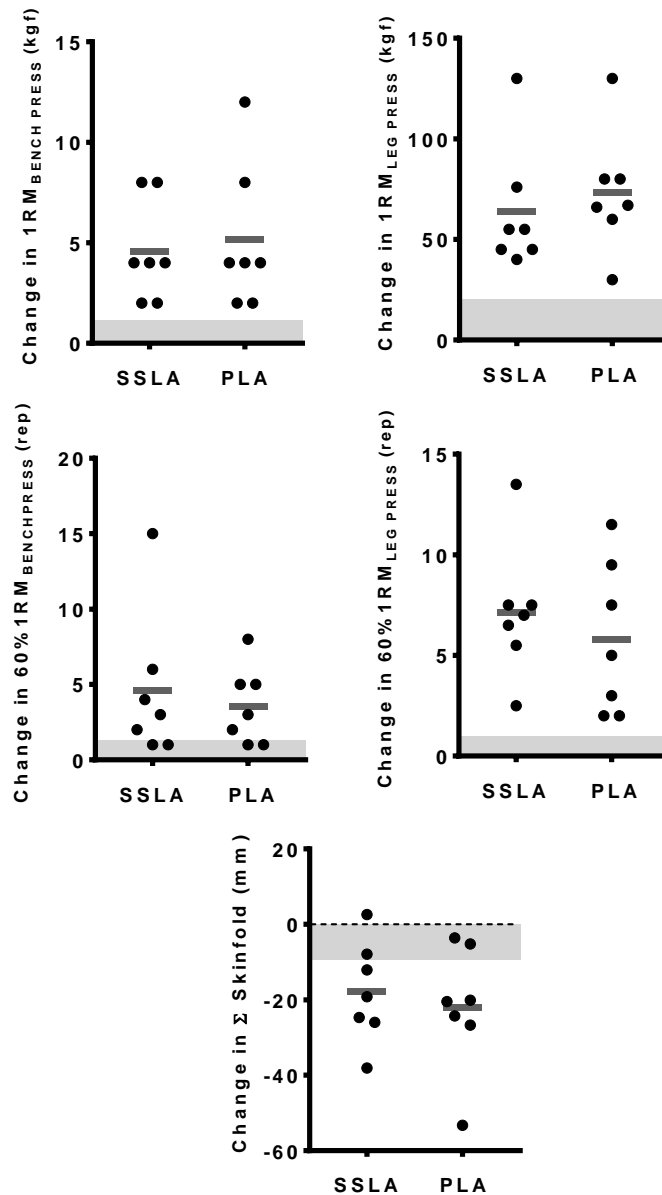 Change in 1RM BENCH PRESS (kgf)
15
10
5
0
SSLA PLA
Change in 1RM LEG PRESS (kgf)
150
100
50
0
SSLA PLA
Change in 60%1RM BENCHPRESS (rep)
20
15
10
5
0
SSLA PLA
Change in 60%1RM LEG PRESS (rep)
15
10
5
0
SSLA PLA
Change in Σ Skinfold (mm)
20
0
-20
-40
-60
SSLA PLA